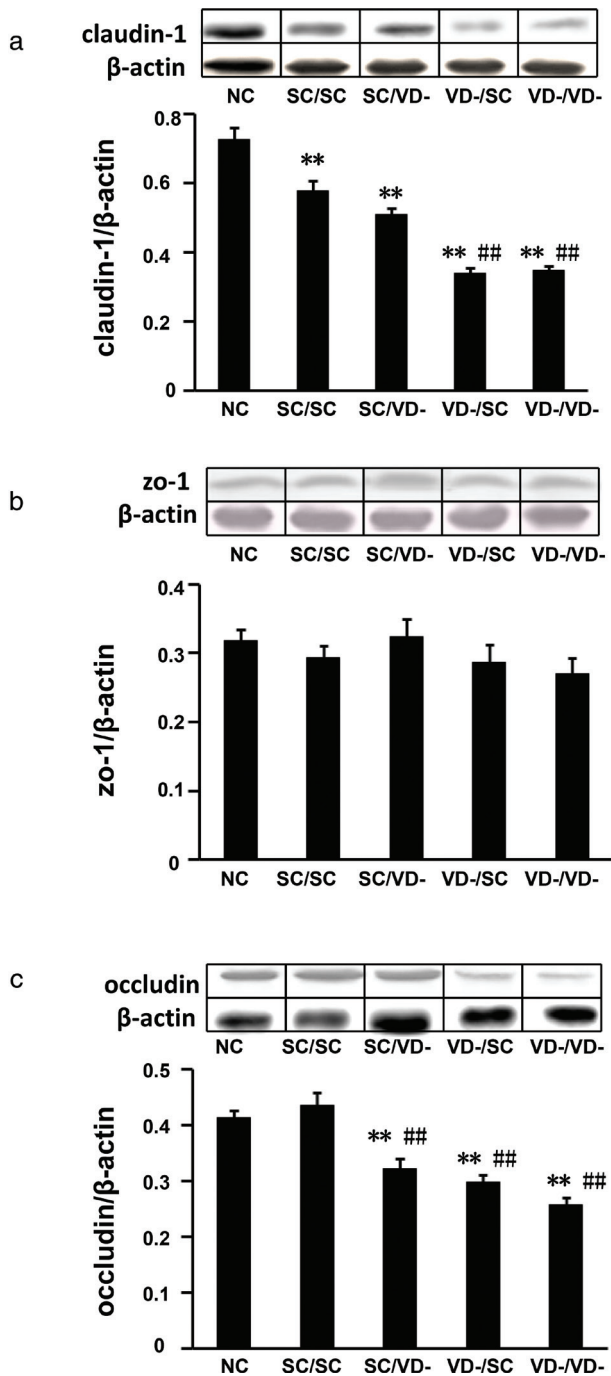 a
claudin-1
β-actin
NC SC/SC SC/VD- VD-/SC VD-/VD-
claudin-1/β-actin
0.8
0.6
0.4
0.2
0
**
**
** ##
** ##
NC SC/SC SC/VD- VD-/SC VD-/VD-
b
zo-1
β-actin
NC SC/SC SC/VD- VD-/SC VD-/VD-
zo-1/β-actin
0.4
0.3
0.2
0.1
0
NC SC/SC SC/VD- VD-/SC VD-/VD-
c
occludin
β-actin
NC SC/SC SC/VD- VD-/SC VD-/VD-
occludin/β-actin
0.5
0.4
0.3
0.2
0.1
0
** ##
** ##
** ##
NC SC/SC SC/VD- VD-/SC VD-/VD-